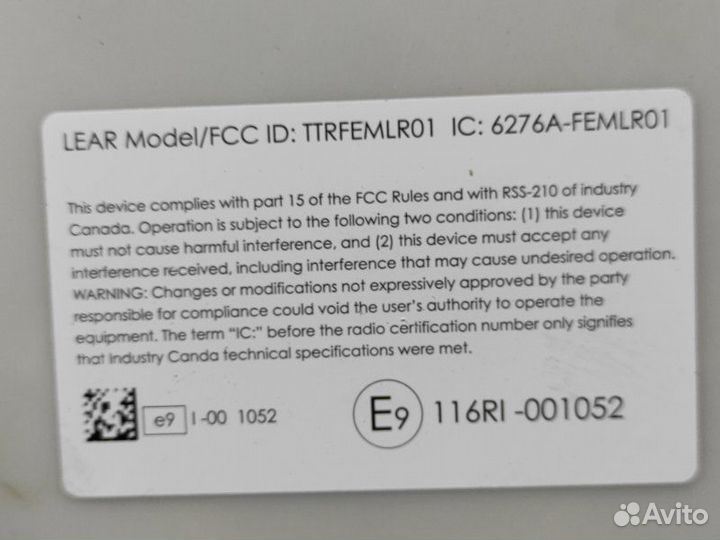 LEAR Model/FCC ID: TTRFEMLR01 IC: 6276A-FEMLR01
This device complies with part 15 of the FCC Rules and with RSS-210 of industry
Canada. Operation is subject to the following two conditions: (1) this device
must not cause harmful interference, and (2) this device must accept any
interference received, including interference that may cause undesired operation.
WARNING: Changes or modifications not expressively approved by the party
responsible for compliance could void the user's authority to operate the
equipment. The term "IC:" before the radio certification number only signifies
that Industry Canda technical specifications were met.
e9 I-00 1052 E9 116RI -001052
Avito